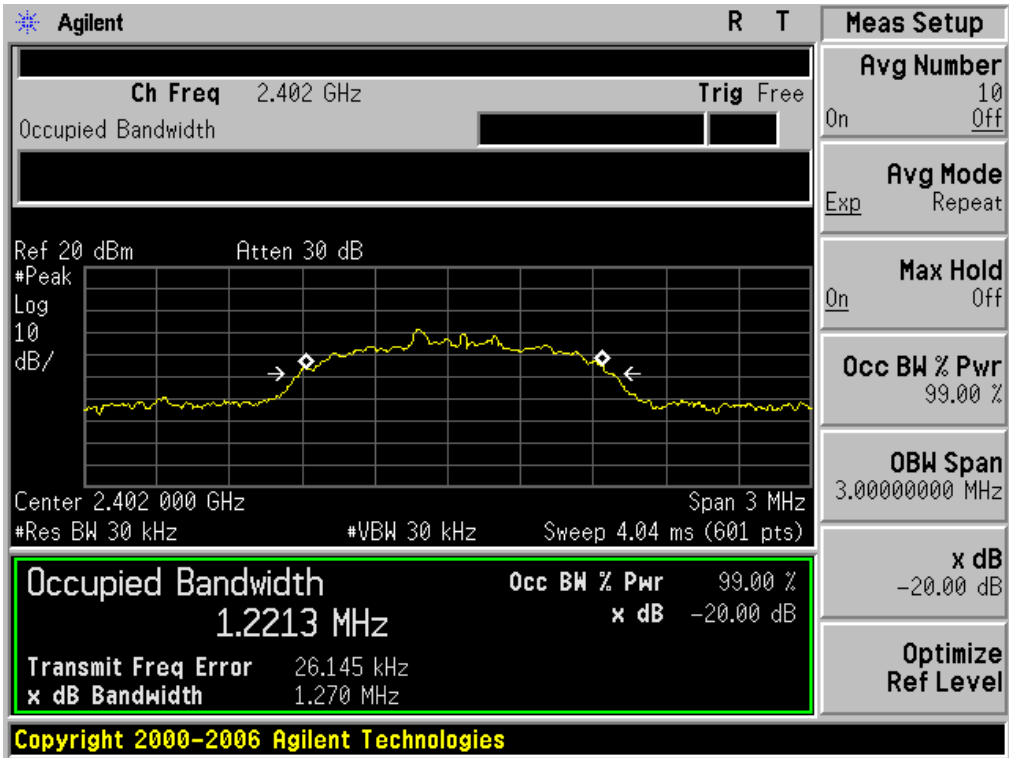 Agilent R T
Ch Freq 2.402 GHz Trig Free
Occupied Bandwidth
Ref 20 dBm Atten 30 dB
#Peak
Log
10
dB/
Center 2.402 000 GHz Span 3 MHz
#Res BW 30 kHz #VBW 30 kHz Sweep 4.04 ms (601 pts)
Occupied Bandwidth Occ BW % Pwr 99.00 %
1.2213 MHz x dB -20.00 dB
Transmit Freq Error 26.145 kHz
x dB Bandwidth 1.270 MHz
Copyright 2000-2006 Agilent Technologies
Meas Setup
Avg Number
10
On Off
Avg Mode
Exp Repeat
Max Hold
On Off
Occ BW % Pwr
99.00 %
OBW Span
3.00000000 MHz
x dB
-20.00 dB
Optimize
Ref Level